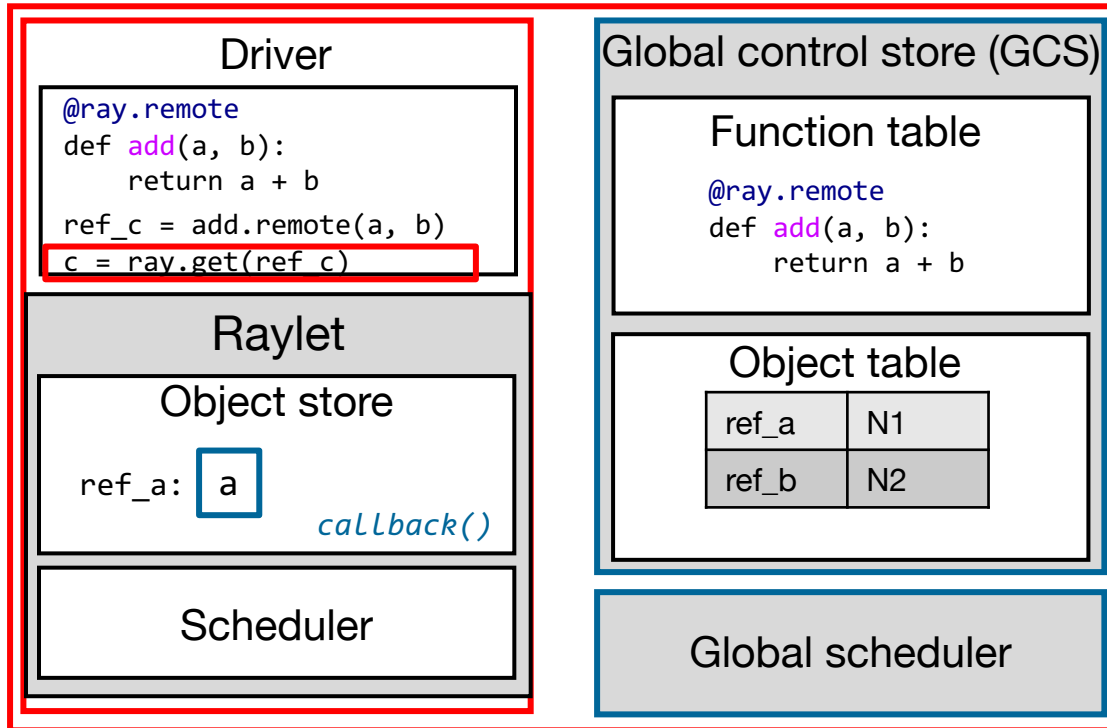 Driver
@ray.remote
def add(a, b):
    return a + b
ref_c = add.remote(a, b)
c = ray.get(ref_c)
Raylet
Object store
ref_a: a
callback()
Scheduler
Global control store (GCS)
Function table
@ray.remote
def add(a, b):
    return a + b
Object table
ref_a N1
ref_b N2
Global scheduler